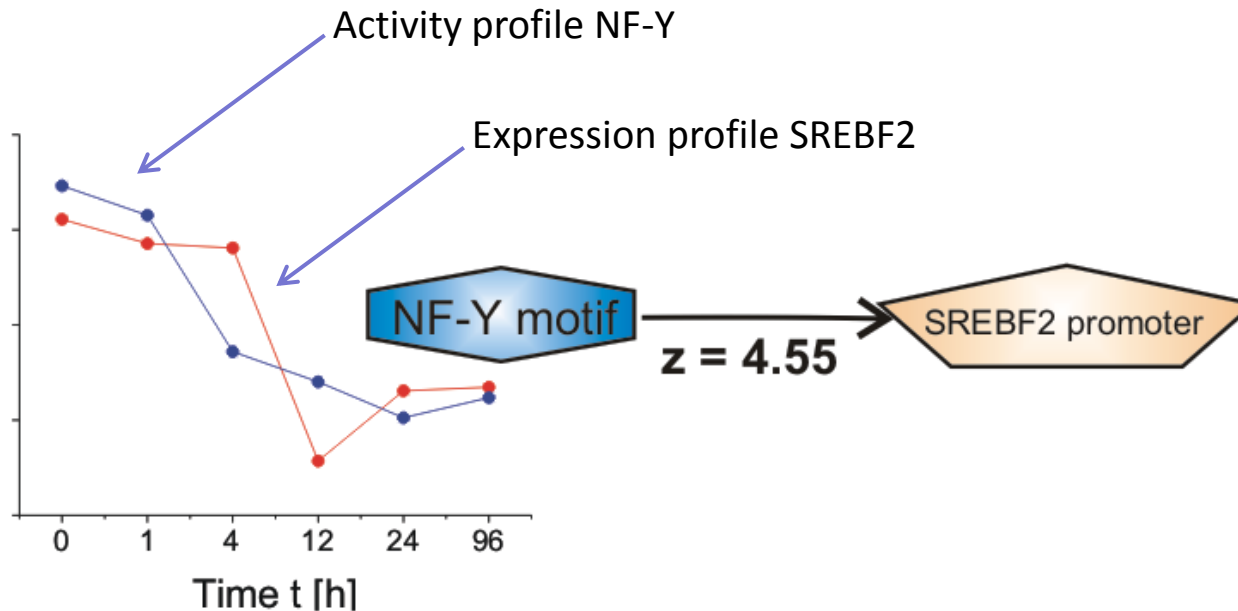 Activity profile NF-Y
Expression profile SREBF2
NF-Y motif
z = 4.55
SREBF2 promoter
0 1 4 12 24 96
Time t [h]